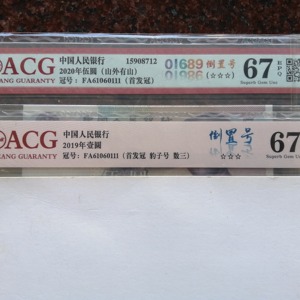 ACG
ANG GUARANTY
中国人民银行 15908712
2020年伍圆（山外有山）
冠号：FA61060111（首发冠）
01689 倒置号
01986 (☆☆☆)
67 EPQ
Superb Gem Unc
ACG
ANG GUARANTY
中国人民银行
2019年壹圆
冠号：FA61060111（首发冠 豹子号 数三）
倒置号
☆☆☆
67
Superb Gem